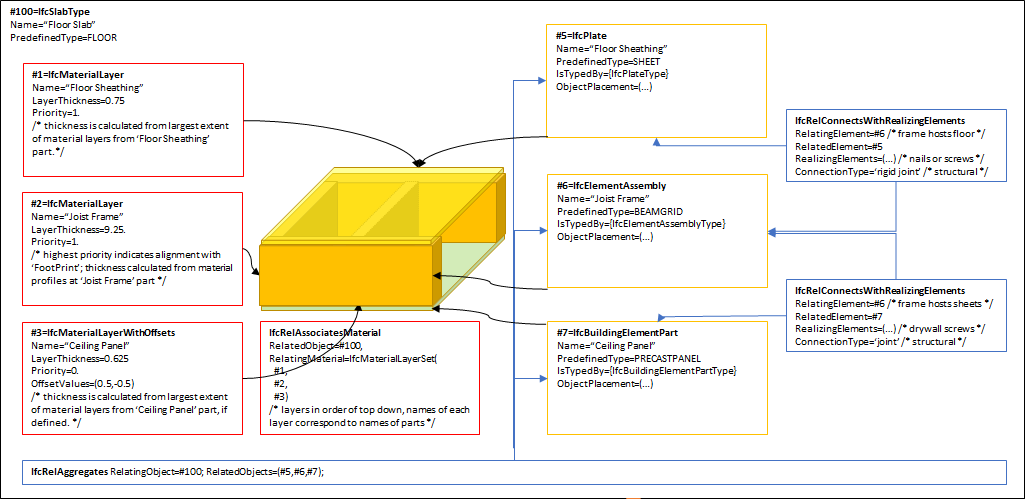 #100=IfcSlabType
Name="Floor Slab"
PredefinedType=FLOOR
#1=IfcMaterialLayer
Name="Floor Sheathing"
LayerThickness=0.75
Priority=1.
/* thickness is calculated from largest extent
of material layers from 'Floor Sheathing'
part.*/
#2=IfcMaterialLayer
Name="Joist Frame"
LayerThickness=9.25.
Priority=1.
/* highest priority indicates alignment with
'FootPrint'; thickness calculated from material
profiles at 'Joist Frame' part */
#3=IfcMaterialLayerWithOffsets
Name="Ceiling Panel"
LayerThickness=0.625
Priority=0.
OffsetValues=(0.5,-0.5)
/* thickness is calculated from largest extent
of material layers from 'Ceiling Panel' part, if
defined. */
IfcRelAssociatesMaterial
RelatedObject=#100,
RelatingMaterial=IfcMaterialLayerSet(
#1,
#2,
#3)
/* layers in order of top down, names of each
layer correspond to names of parts */
#5=IfcPlate
Name="Floor Sheathing"
PredefinedType=SHEET
IsTypedBy={IfcPlateType}
ObjectPlacement=(...)
#6=IfcElementAssembly
Name="Joist Frame"
PredefinedType=BEAMGRID
IsTypedBy={IfcElementAssemblyType}
ObjectPlacement=(...)
#7=IfcBuildingElementPart
Name="Ceiling Panel"
PredefinedType=PRECASTPANEL
IsTypedBy={IfcBuildingElementPartType}
ObjectPlacement=(...)
IfcRelConnectsWithRealizingElements
RelatingElement=#6 /* frame hosts floor */
RelatedElement=#5
RealizingElements=(...) /* nails or screws */
ConnectionType='rigid joint' /* structural */
IfcRelConnectsWithRealizingElements
RelatingElement=#6 /* frame hosts sheets */
RelatedElement=#7
RealizingElements=(...) /* drywall screws */
ConnectionType='joint' /* structural */
IfcRelAggregates RelatingObject=#100; RelatedObjects=(#5,#6,#7);